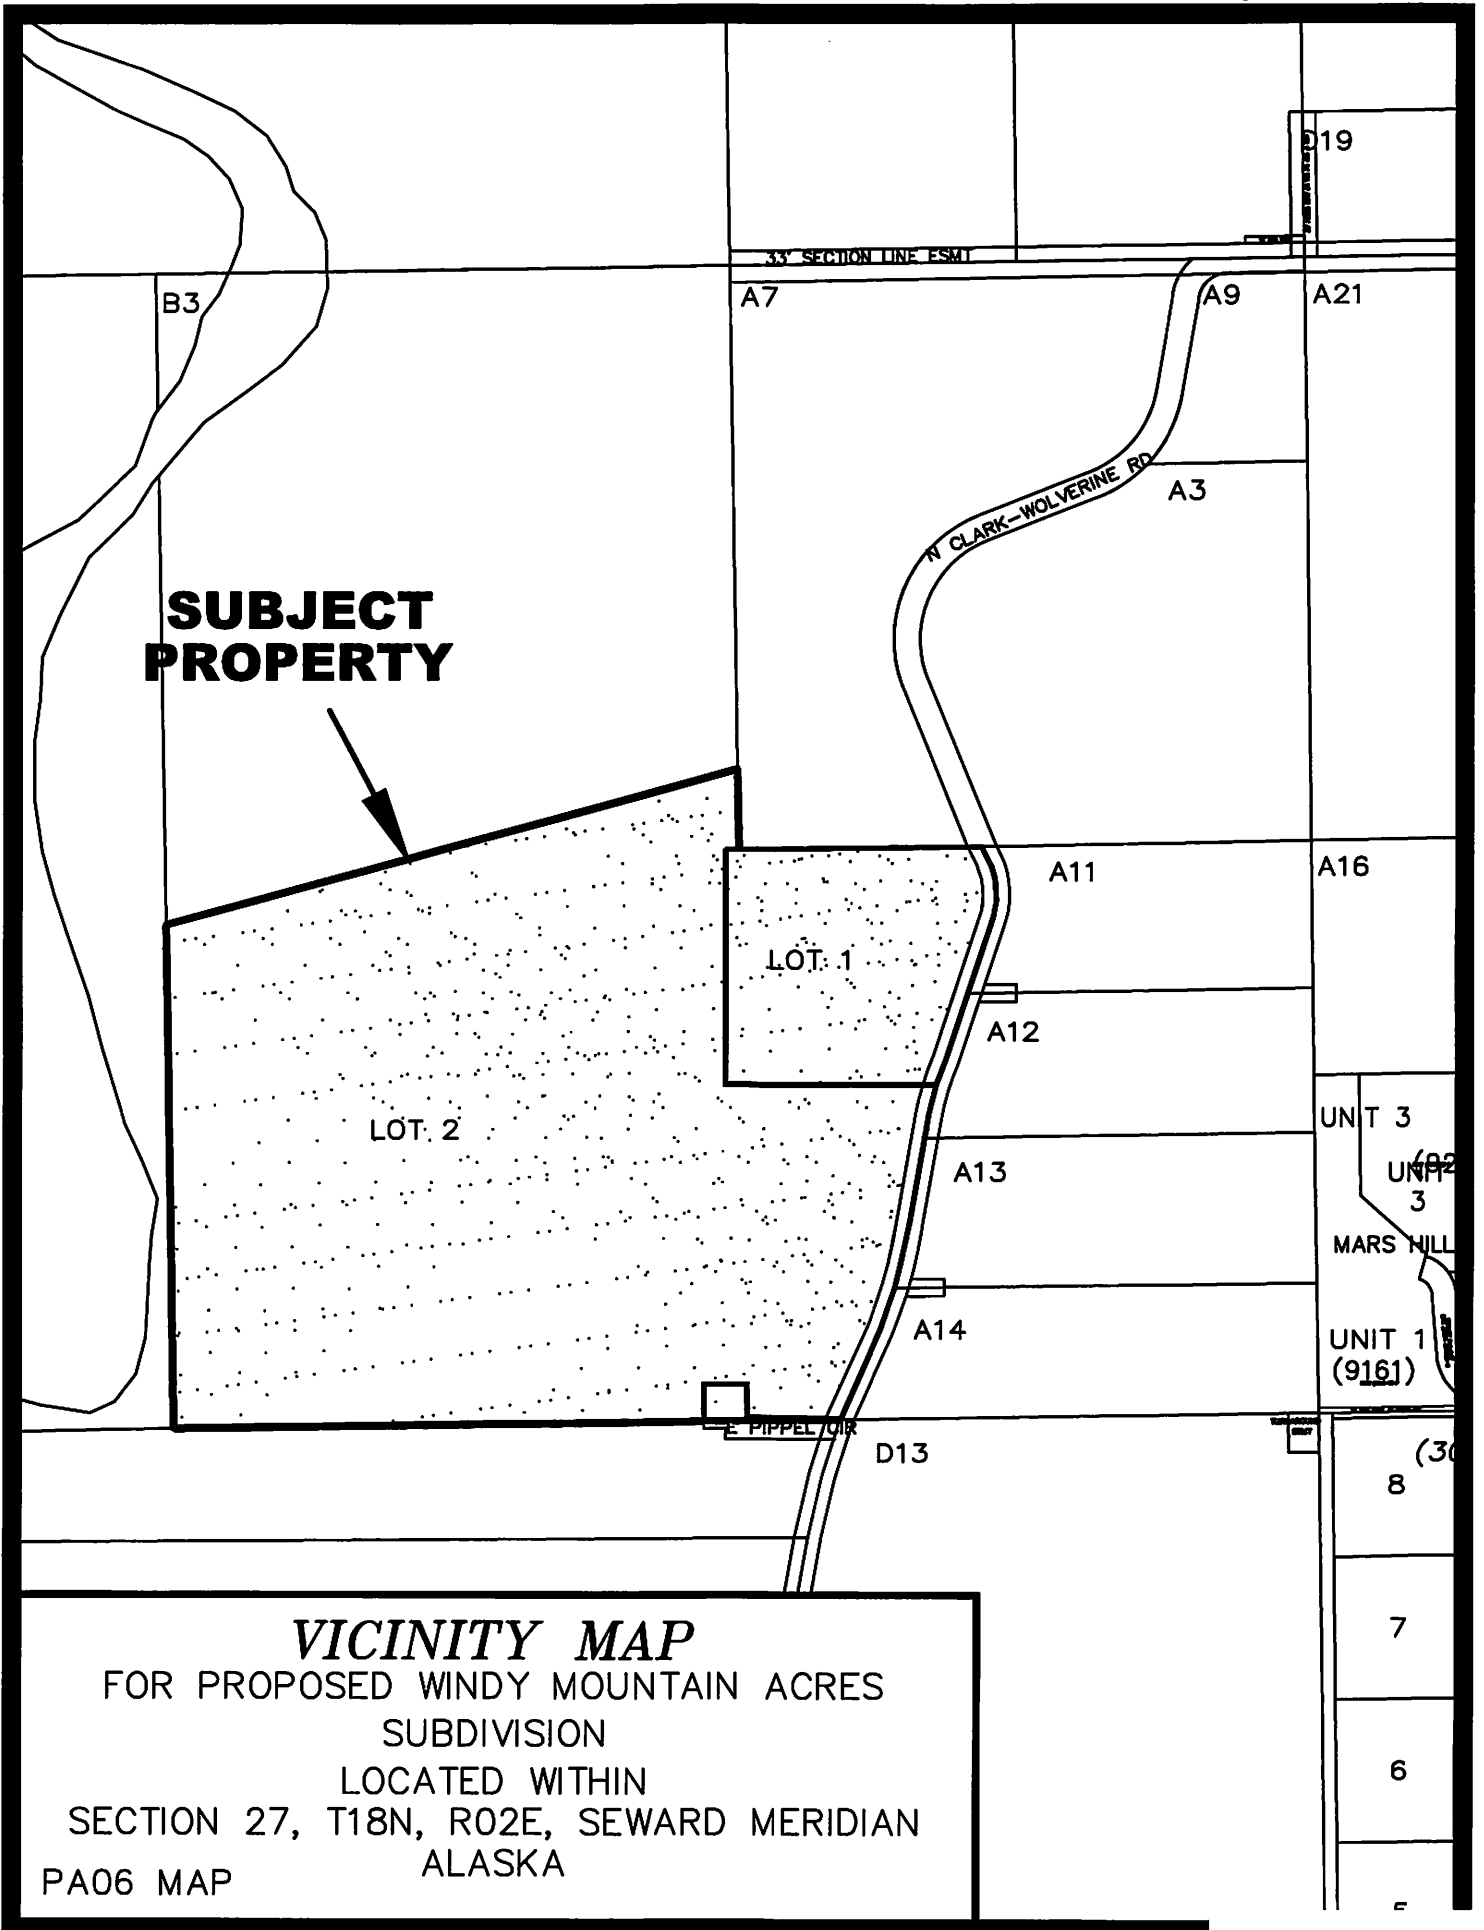 19
33' SECTION LINE ESMT
B3
A7
A9
A21
N CLARK-WOLVERINE RD
A3
SUBJECT
PROPERTY
A11
A16
LOT 1
A12
LOT 2
UNIT 3
A13
UNIT
3
MARS HILL
A14
UNIT 1
(9161)
E PIPPEL CIR
D13
8
7
6
VICINITY MAP
FOR PROPOSED WINDY MOUNTAIN ACRES
SUBDIVISION
LOCATED WITHIN
SECTION 27, T18N, R02E, SEWARD MERIDIAN
ALASKA
PA06 MAP